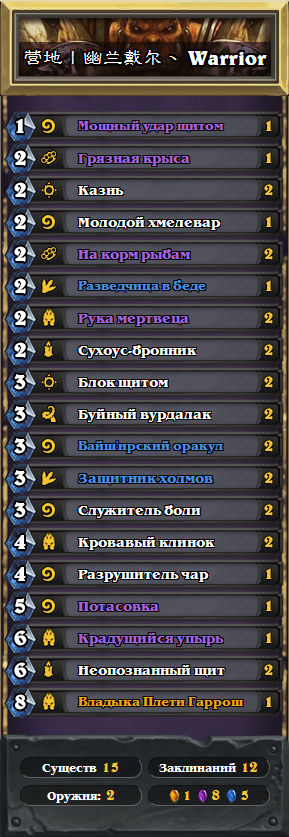 营地丨幽兰戴尔丶 Warrior
1 Мощный удар щитом 1
2 Грязная крыса 1
2 Казнь 2
2 Молодой хмелевар 1
2 На корм рыбам 2
2 Разведчица в беде 1
2 Рука мертвеца 2
2 Сухоус-бронник 2
3 Блок щитом 2
3 Буйный вурдалак 2
3 Вайш'ирский оракул 2
3 Защитник холмов 2
3 Служитель боли 2
4 Кровавый клинок 2
4 Разрушитель чар 1
5 Потасовка 1
6 Крадущийся упырь 1
6 Неопознанный щит 2
8 Владыка Плети Гаррош 1
Существ 15 Заклинаний 12
Оружия: 2 1 8 5